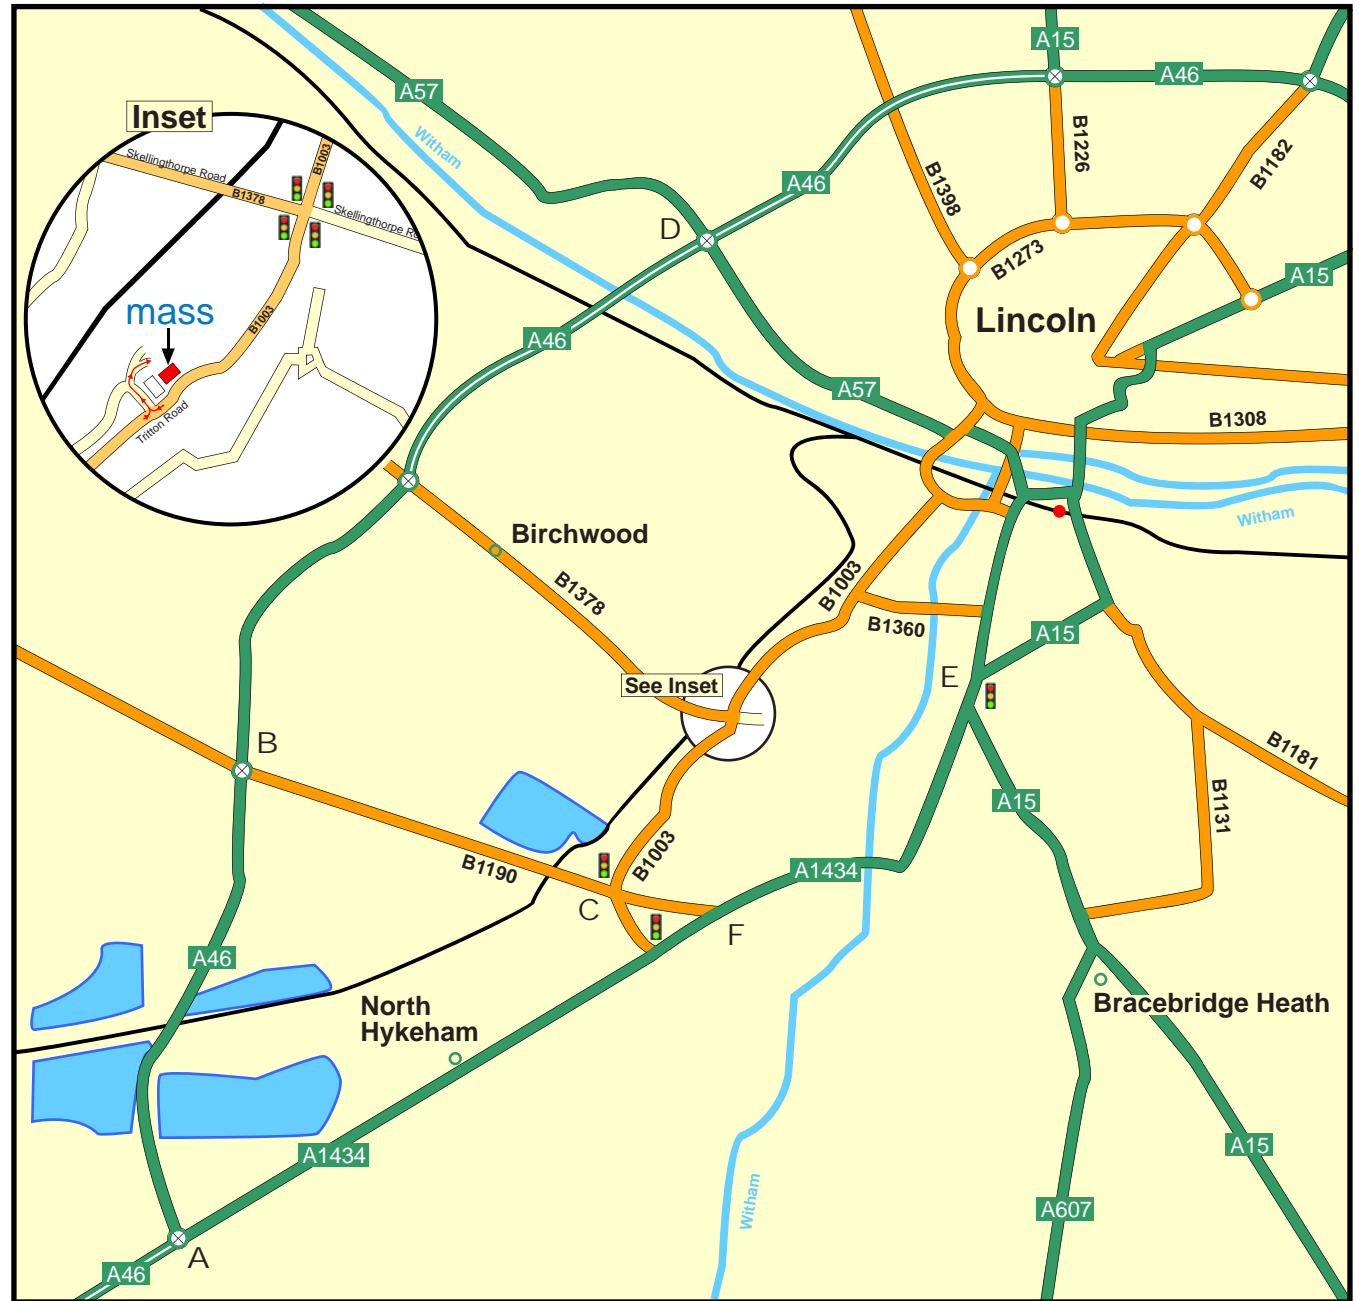 A15
A46
A57
Inset
Witham
B1226
B1182
B1003
Skellingthorpe Road
B1378
Skellingthorpe Ro
A46
B1398
D
B1273
A15
mass
Lincoln
B1003
A46
A57
Tritton Road
B1308
Witham
Birchwood
B1378
B1003
B1360
A15
E
See Inset
B
B1181
B1131
A15
B1003
B1190
A1434
C
F
A46
North
Hykeham
Bracebridge Heath
A1434
A15
Witham
A607
A
A46